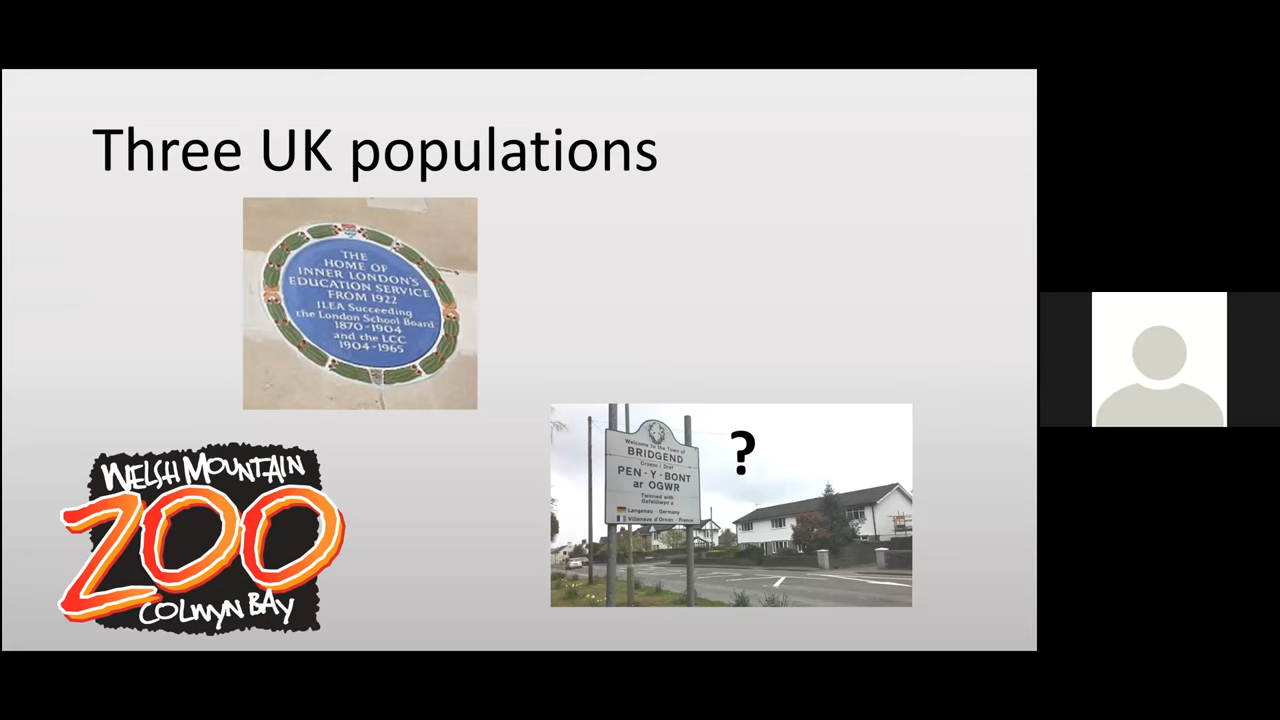 Three UK populations
THE
HOME OF
INNER LONDON'S
EDUCATION SERVICE
FROM 1922
ILEA Succeeding
the London School Board
1870-1904
and the LCC
1904-1965
?
Welcome to the Town of
BRIDGEND
Croeso i Dref
PEN-Y-BONT
ar OGWR
Twinned with
Gefeilliwyd â
Langenau - Germany
Villenave d'Ornon - France
WELSH MOUNTAIN
ZOO
COLWYN BAY